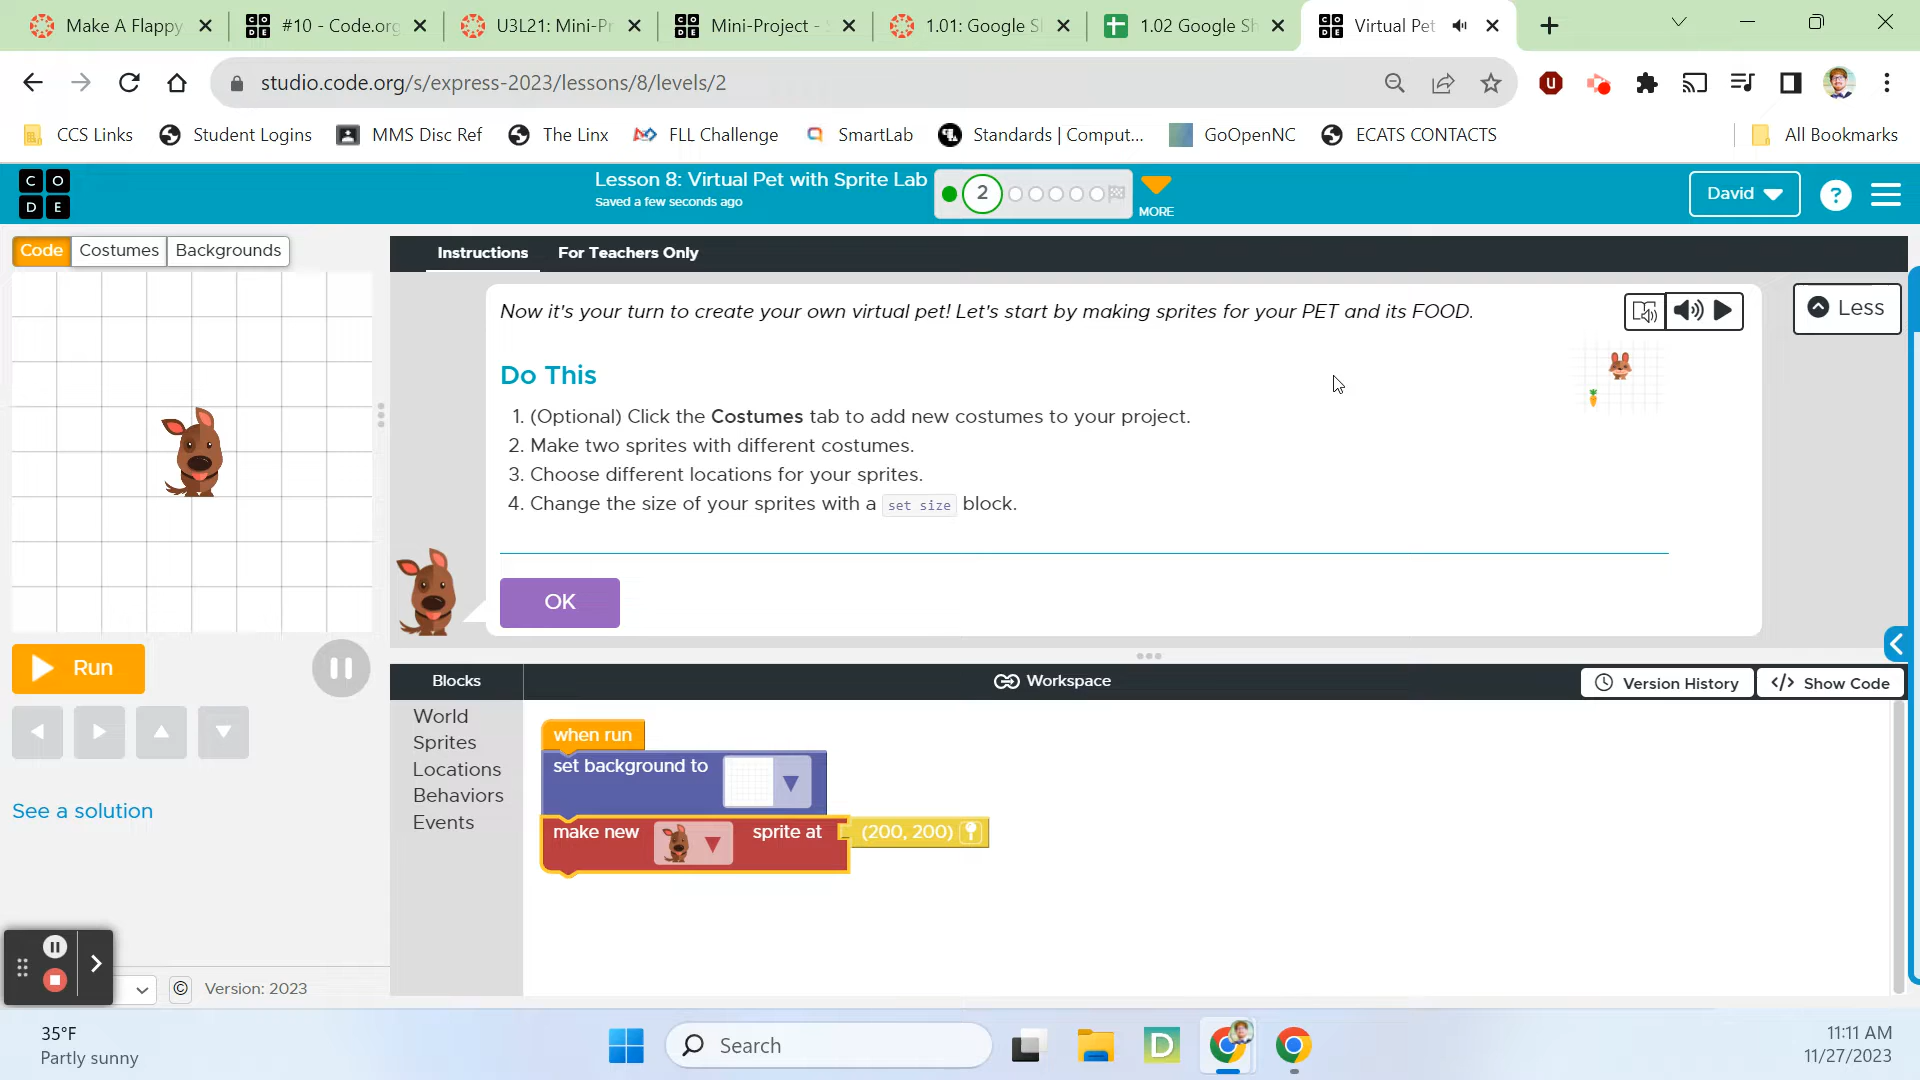 Make A Flappy
#10 - Code.org
U3L21: Mini-Pr
Mini-Project - S
1.01: Google Sl
1.02 Google Sh
Virtual Pet
studio.code.org/s/express-2023/lessons/8/levels/2
CCS Links
Student Logins
MMS Disc Ref
The Linx
FLL Challenge
SmartLab
Standards | Comput...
GoOpenNC
ECATS CONTACTS
All Bookmarks
C O
D E
Lesson 8: Virtual Pet with Sprite Lab
Saved a few seconds ago
2
MORE
David
?
Code
Costumes
Backgrounds
Instructions
For Teachers Only
Now it's your turn to create your own virtual pet! Let's start by making sprites for your PET and its FOOD.
Less
Do This
1. (Optional) Click the Costumes tab to add new costumes to your project.
2. Make two sprites with different costumes.
3. Choose different locations for your sprites.
4. Change the size of your sprites with a set size block.
OK
Run
Blocks
Workspace
Version History
</> Show Code
World
Sprites
Locations
Behaviors
Events
when run
set background to
make new sprite at (200, 200)
See a solution
© Version: 2023
35°F
Partly sunny
Search
D
11:11 AM
11/27/2023